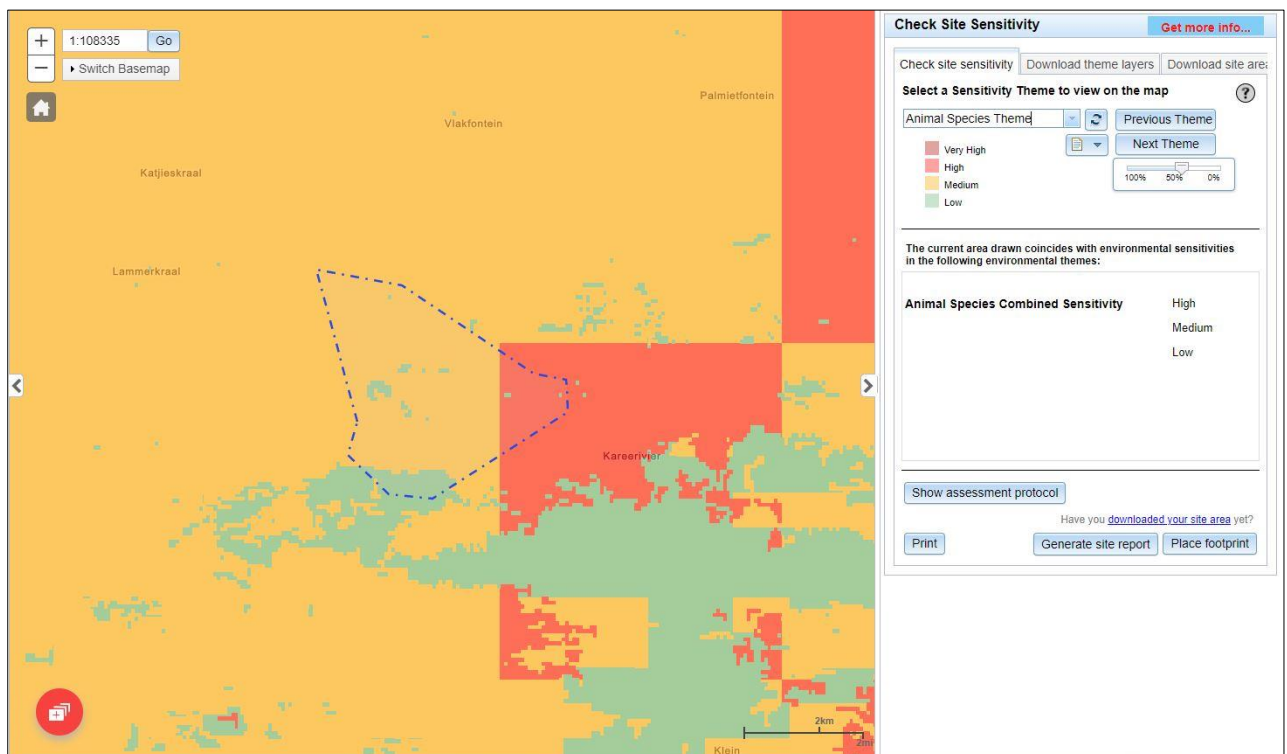 +
1:108335 Go
−
▸ Switch Basemap
Palmietfontein
Vlakfontein
Katjieskraal
Lammerkraal
Kareerivier
Klein
2km
2mi
Check Site Sensitivity
Get more info...
Check site sensitivity
Download theme layers
Download site area
Select a Sensitivity Theme to view on the map
?
Animal Species Theme
Previous Theme
Next Theme
Very High
High
Medium
Low
100% 50% 0%
The current area drawn coincides with environmental sensitivities
in the following environmental themes:
Animal Species Combined Sensitivity High
Medium
Low
Show assessment protocol
Have you downloaded your site area yet?
Print
Generate site report
Place footprint